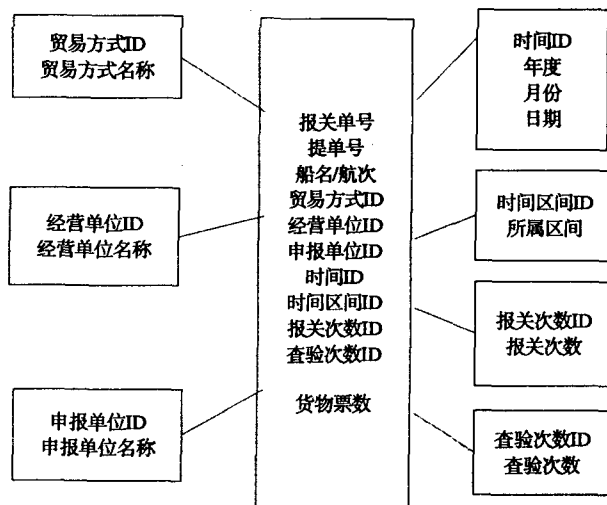 贸易方式ID
贸易方式名称
经营单位ID
经营单位名称
申报单位ID
申报单位名称
报关单号
提单号
船名/航次
贸易方式ID
经营单位ID
申报单位ID
时间ID
时间区间ID
报关次数ID
查验次数ID
货物票数
时间ID
年度
月份
日期
时间区间ID
所属区间
报关次数ID
报关次数
查验次数ID
查验次数